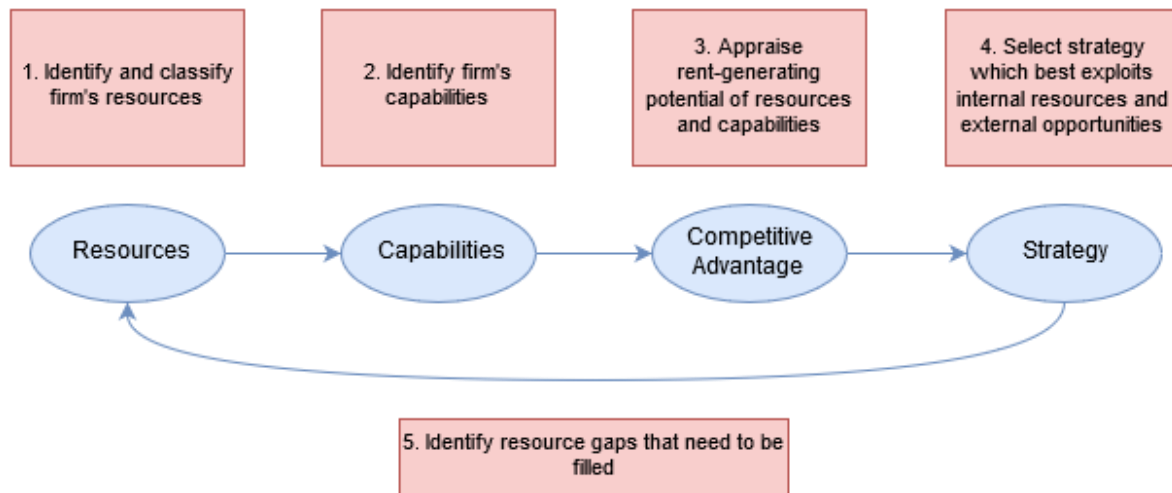 1. Identify and classify
firm's resources
2. Identify firm's
capabilities
3. Appraise
rent-generating
potential of resources
and capabilities
4. Select strategy
which best exploits
internal resources and
external opportunities
Resources
Capabilities
Competitive
Advantage
Strategy
5. Identify resource gaps that need to be
filled